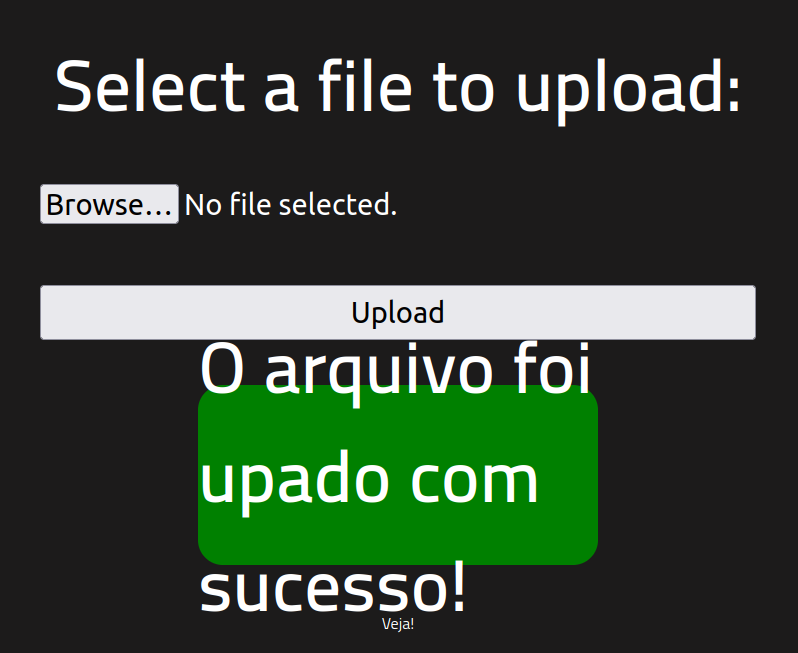 Select a file to upload:
Browse... No file selected.
Upload
O arquivo foi
upado com
sucesso!
Veja!